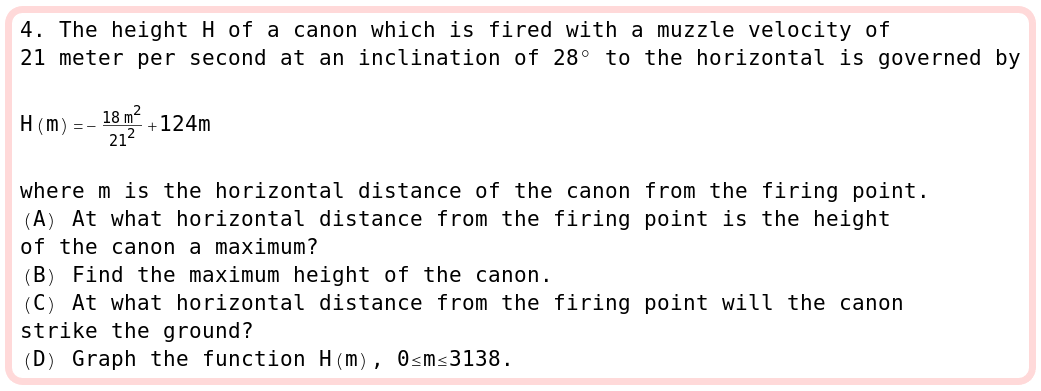 4. The height H of a canon which is fired with a muzzle velocity of
21 meter per second at an inclination of 28° to the horizontal is governed by
H(m)=-\frac{18 m^2}{21^2}+124m
where m is the horizontal distance of the canon from the firing point.
(A) At what horizontal distance from the firing point is the height
of the canon a maximum?
(B) Find the maximum height of the canon.
(C) At what horizontal distance from the firing point will the canon
strike the ground?
(D) Graph the function H(m), 0≤m≤3138.